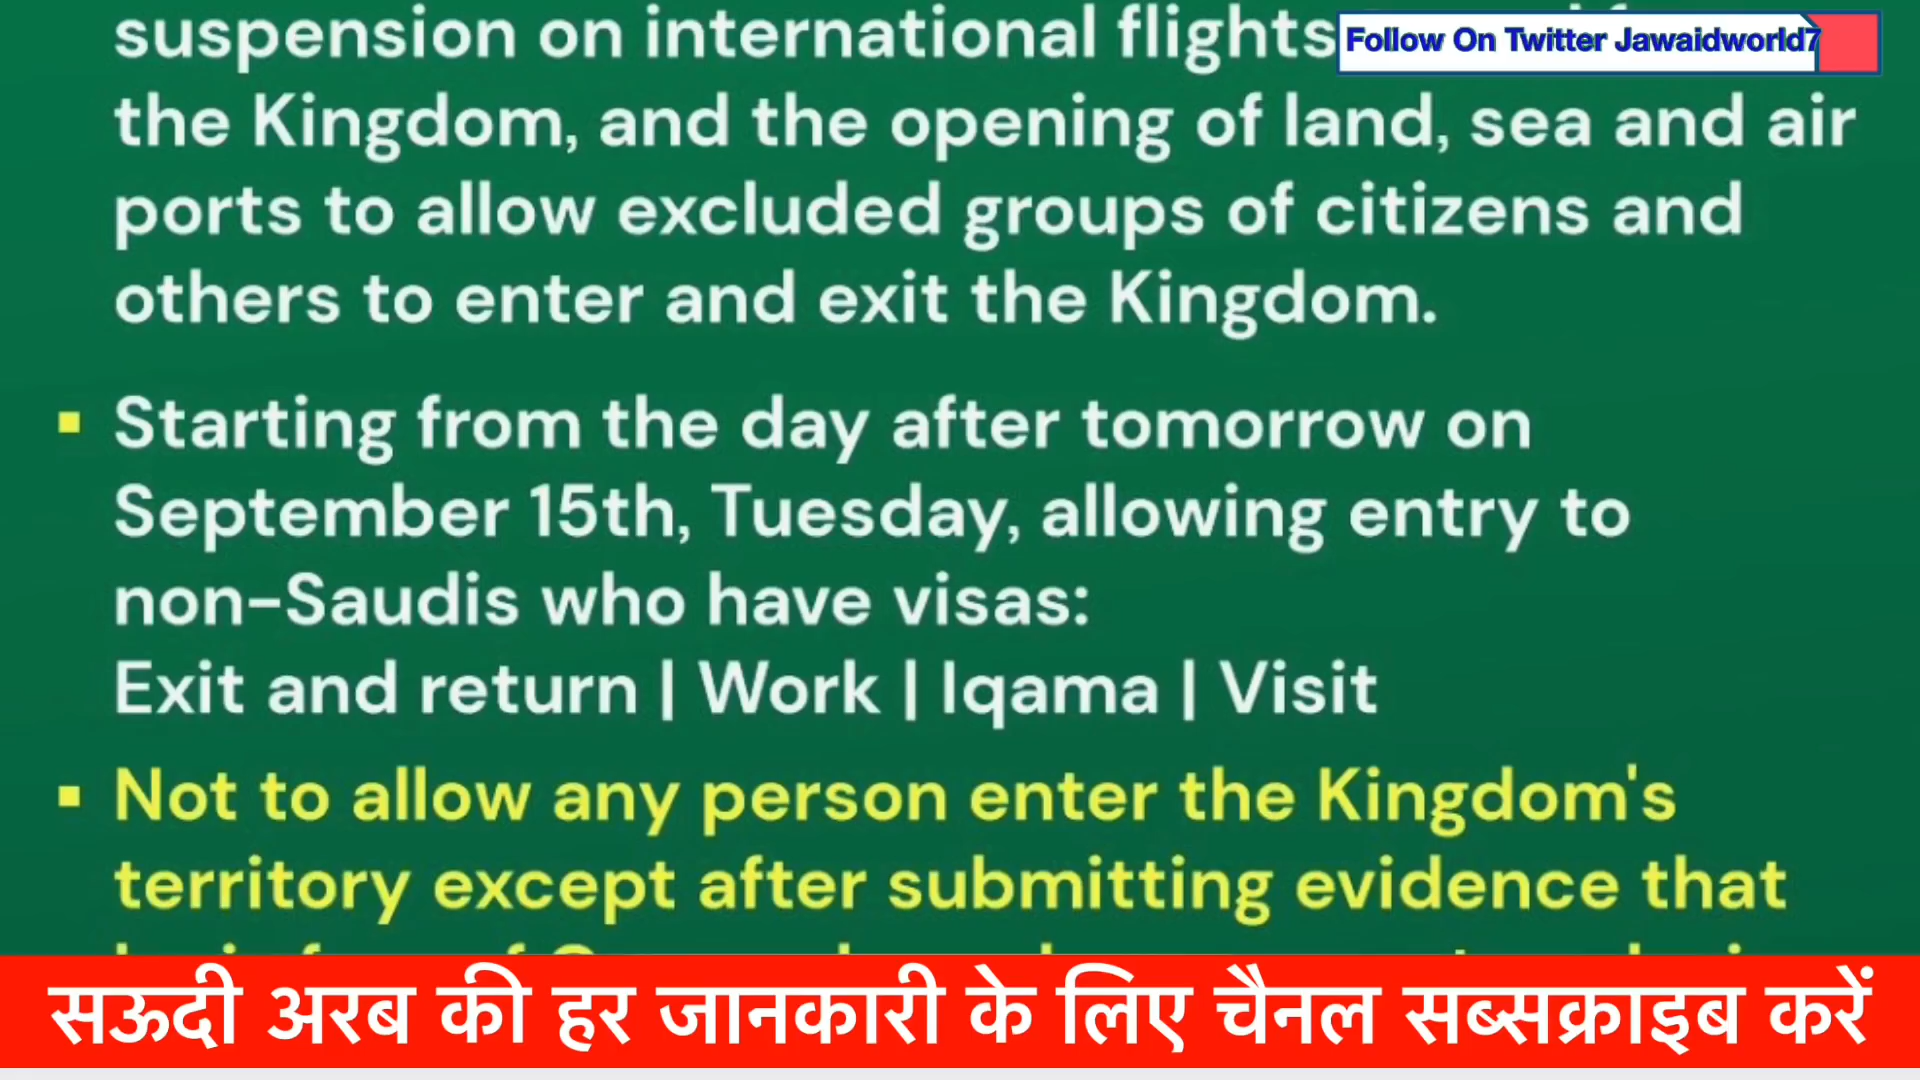 suspension on international flights
Follow On Twitter Jawaidworld7
the Kingdom, and the opening of land, sea and air
ports to allow excluded groups of citizens and
others to enter and exit the Kingdom.
▪ Starting from the day after tomorrow on
September 15th, Tuesday, allowing entry to
non-Saudis who have visas:
Exit and return | Work | Iqama | Visit
▪ Not to allow any person enter the Kingdom's
territory except after submitting evidence that
सऊदी अरब की हर जानकारी के लिए चैनल सब्सक्राइब करें